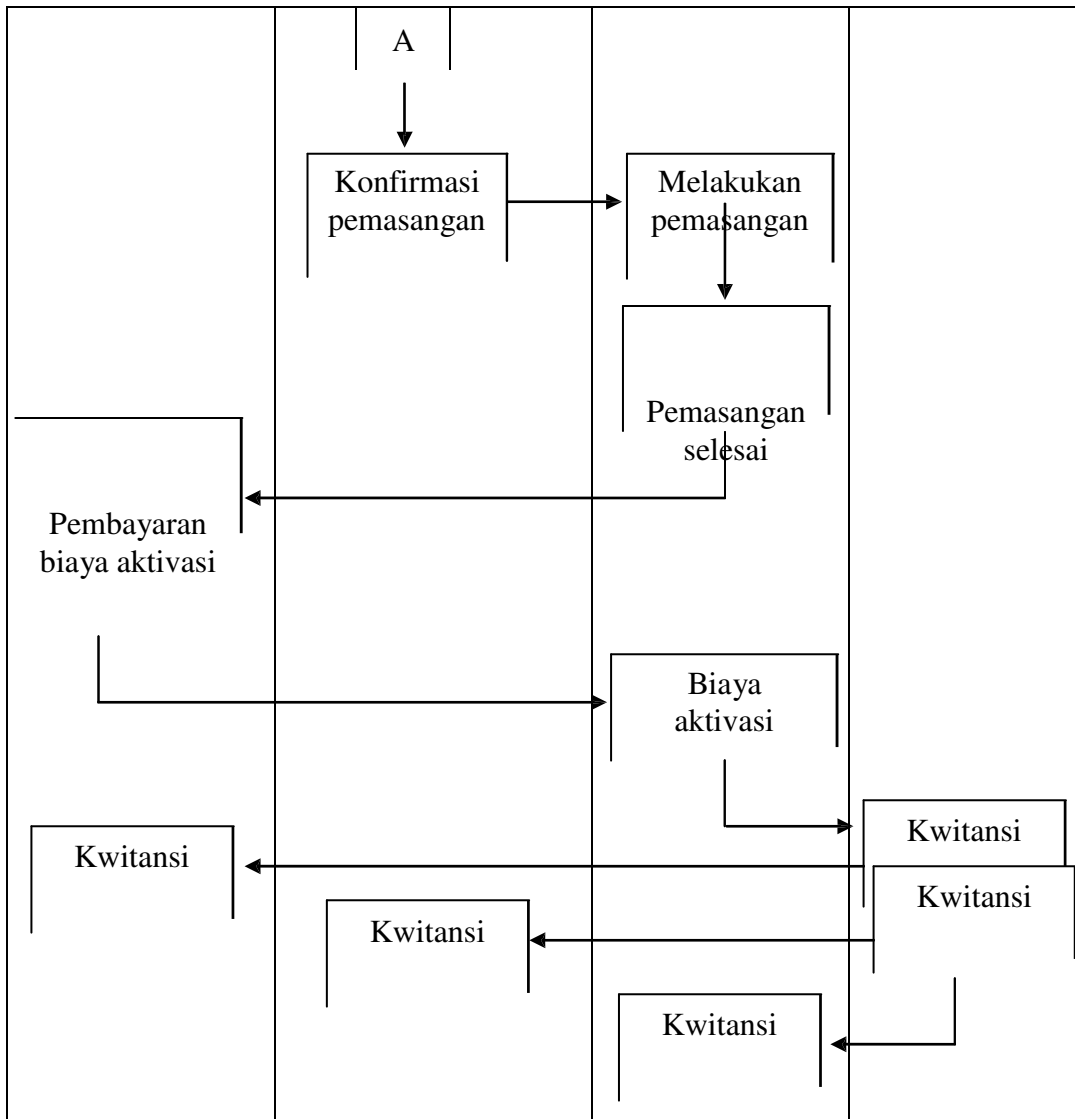 A
Konfirmasi
pemasangan
Melakukan
pemasangan
Pemasangan
selesai
Pembayaran
biaya aktivasi
Biaya
aktivasi
Kwitansi
Kwitansi
Kwitansi
Kwitansi
Kwitansi